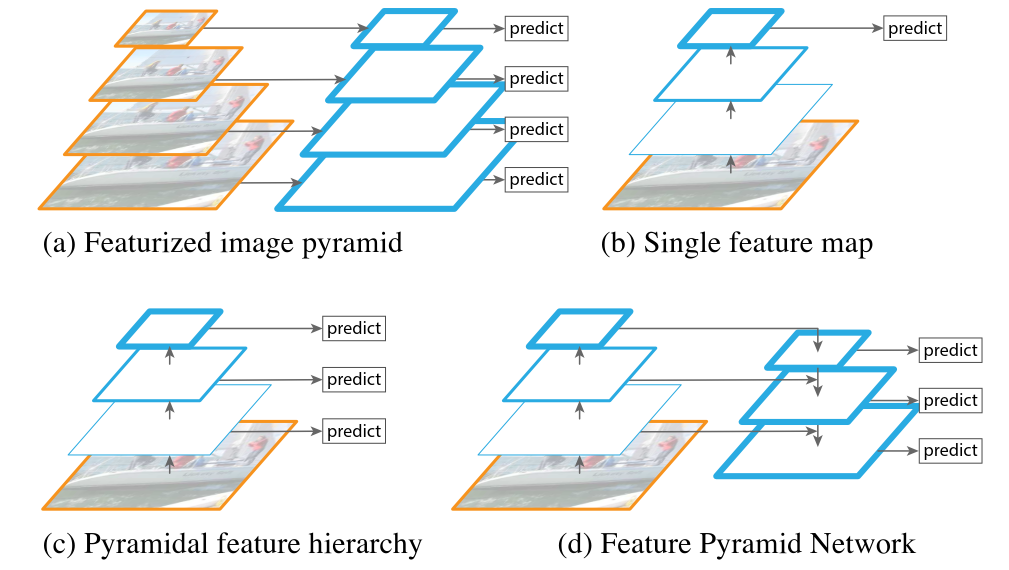 predict
predict
predict
predict
(a) Featurized image pyramid
predict
(b) Single feature map
predict
predict
predict
(c) Pyramidal feature hierarchy
predict
predict
predict
(d) Feature Pyramid Network